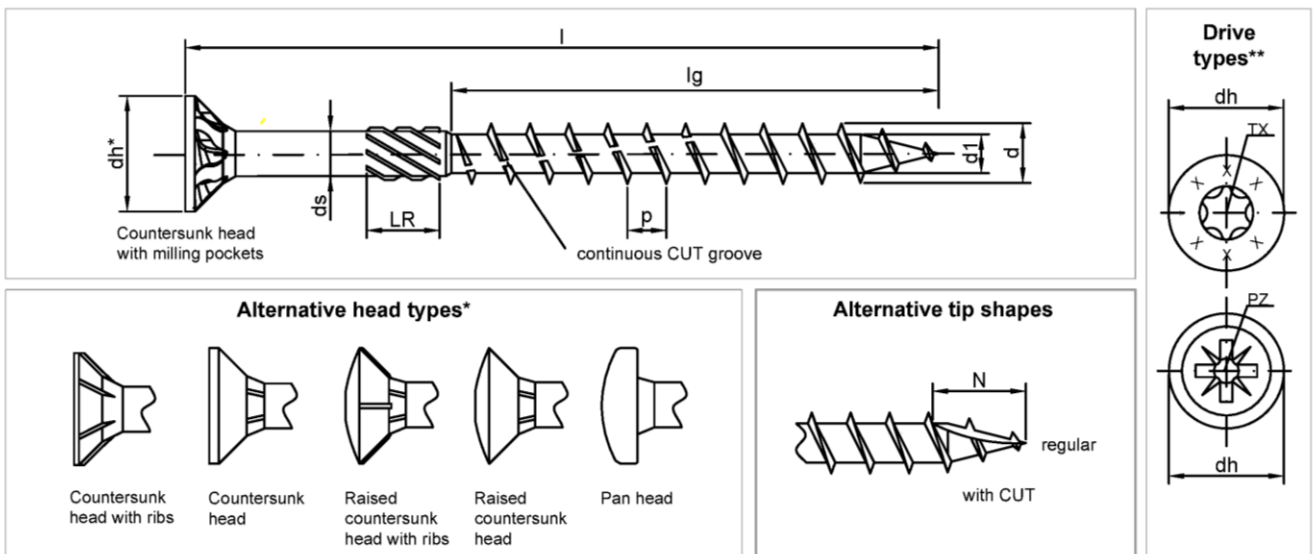 l
lg
dh*
ds
LR
p
d1
d
Countersunk head
with milling pockets
continuous CUT groove
Drive
types**
dh
TX
x x
x x
x x
PZ
dh
Alternative head types*
Countersunk
head with ribs
Countersunk
head
Raised
countersunk
head with ribs
Raised
countersunk
head
Pan head
Alternative tip shapes
N
regular
with CUT